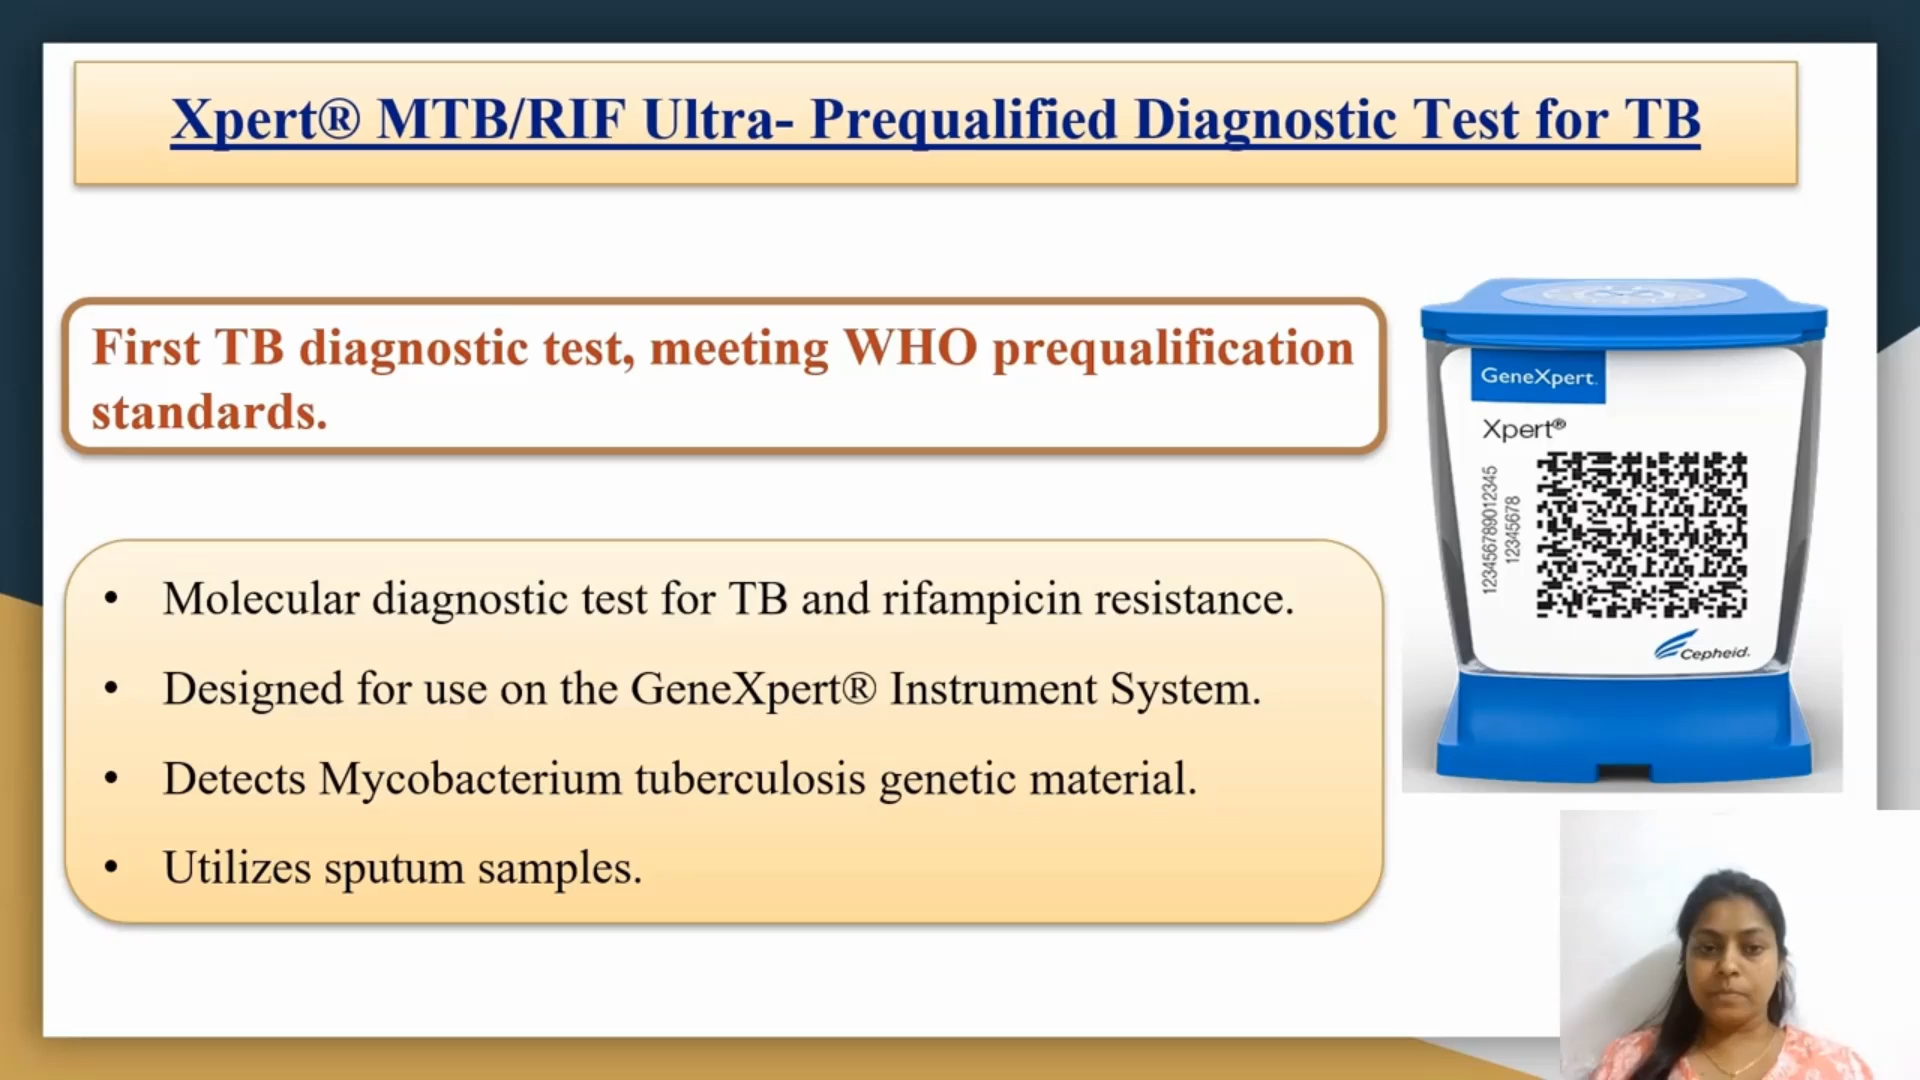 Xpert® MTB/RIF Ultra- Prequalified Diagnostic Test for TB
First TB diagnostic test, meeting WHO prequalification
standards.
• Molecular diagnostic test for TB and rifampicin resistance.
• Designed for use on the GeneXpert® Instrument System.
• Detects Mycobacterium tuberculosis genetic material.
• Utilizes sputum samples.
GeneXpert.
Xpert®
12345678901234​5
12345678
Cepheid.